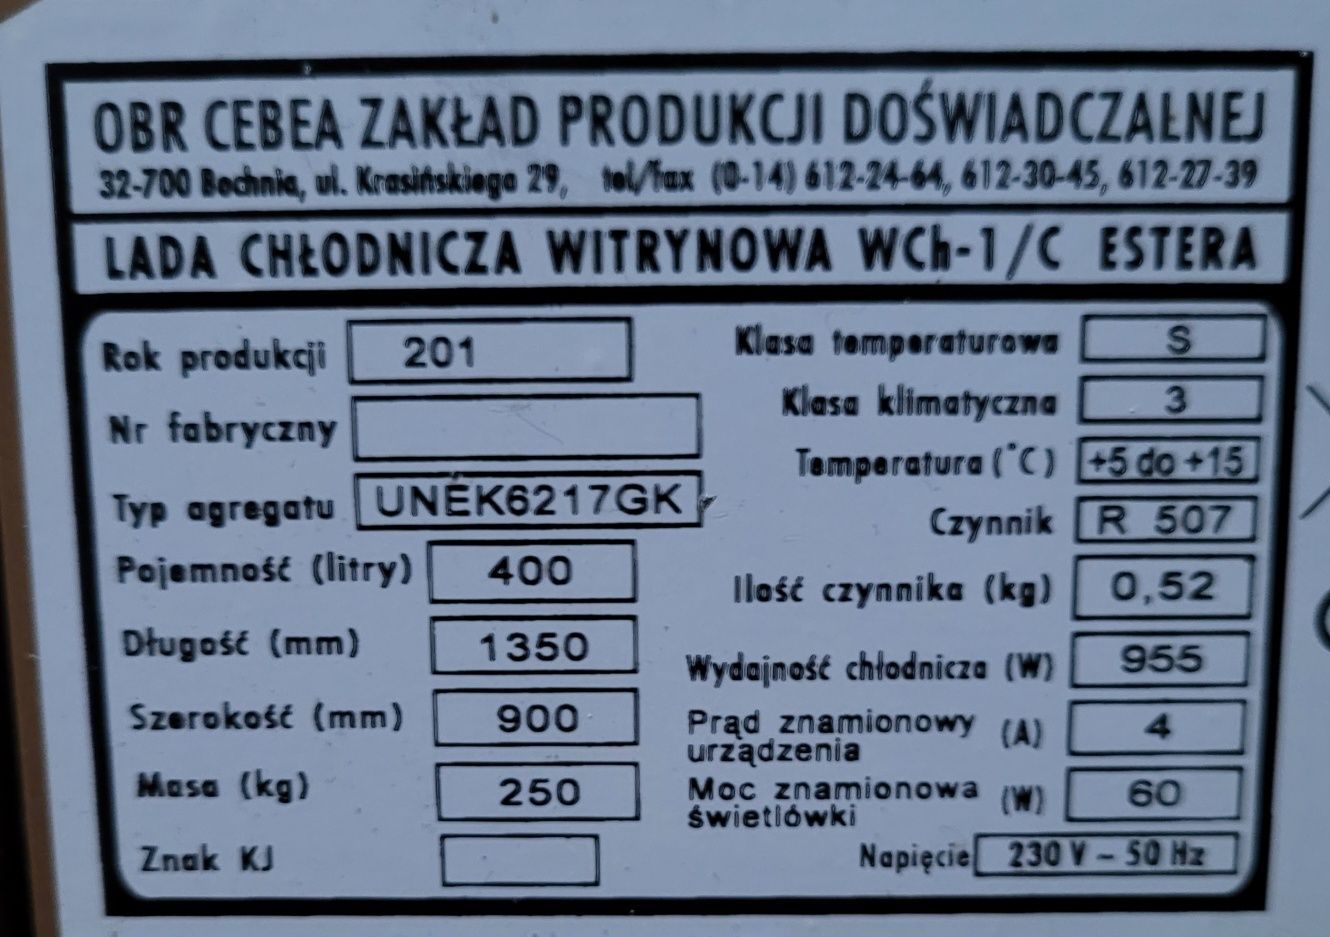 OBR CEBEA ZAKŁAD PRODUKCJI DOŚWIADCZALNEJ
32-700 Bochnia, ul. Krasińskiego 29, tel/fax (0-14) 612-24-64, 612-30-45, 612-27-39
LADA CHŁODNICZA WITRYNOWA WCh-1/C ESTERA
Rok produkcji 201
Nr fabryczny
Typ agregatu UNEK6217GK
Pojemność (litry) 400
Długość (mm) 1350
Szerokość (mm) 900
Masa (kg) 250
Znak KJ
Klasa temperaturowa S
Klasa klimatyczna 3
Temperatura (°C) +5 do +15
Czynnik R 507
Ilość czynnika (kg) 0,52
Wydajność chłodnicza (W) 955
Prąd znamionowy
urządzenia (A) 4
Moc znamionowa
świetlówki (W) 60
Napięcie 230 V – 50 Hz